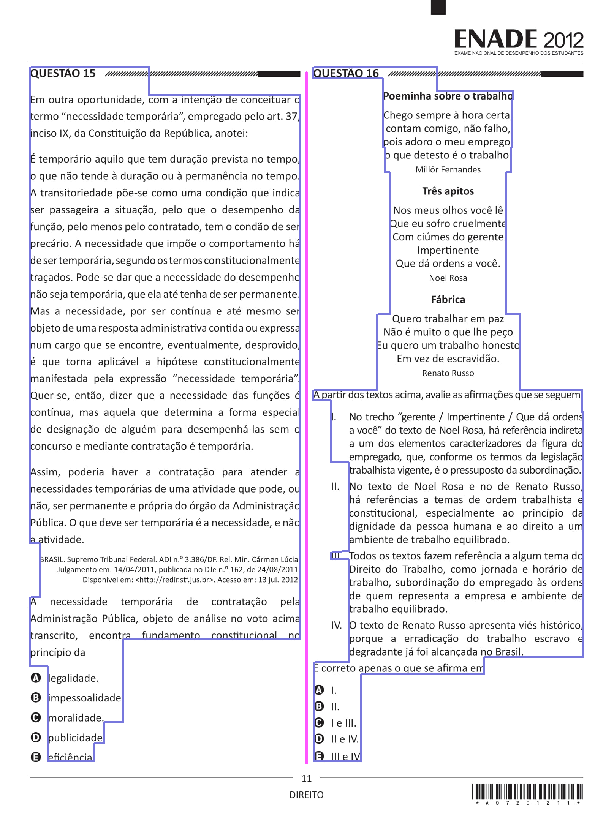 ENADE 2012
EXAME NACIONAL DE DESEMPENHO DOS ESTUDANTES
QUESTÃO 15
Em outra oportunidade, com a intenção de conceituar o
termo “necessidade temporária”, empregado pelo art. 37,
inciso IX, da Constituição da República, anotei:
É temporário aquilo que tem duração prevista no tempo,
o que não tende à duração ou à permanência no tempo.
A transitoriedade põe-se como uma condição que indica
ser passageira a situação, pelo que o desempenho da
função, pelo menos pelo contratado, tem o condão de ser
precário. A necessidade que impõe o comportamento há
de ser temporária, segundo os termos constitucionalmente
traçados. Pode-se dar que a necessidade do desempenho
não seja temporária, que ela até tenha de ser permanente.
Mas a necessidade, por ser contínua e até mesmo ser
objeto de uma resposta administrativa contida ou expressa
num cargo que se encontre, eventualmente, desprovido,
é que torna aplicável a hipótese constitucionalmente
manifestada pela expressão “necessidade temporária”.
Quer-se, então, dizer que a necessidade das funções é
contínua, mas aquela que determina a forma especial
de designação de alguém para desempenhá-las sem o
concurso e mediante contratação é temporária.
Assim, poderia haver a contratação para atender a
necessidades temporárias de uma atividade que pode, ou
não, ser permanente e própria do órgão da Administração
Pública. O que deve ser temporária é a necessidade, e não
a atividade.
BRASIL. Supremo Tribunal Federal. ADI n.º 3.386/DF. Rel. Min. Cármen Lúcia.
Julgamento em: 14/04/2011, publicada no DJe n.º 162, de 24/08/2011.
Disponível em: <http://redir.stf.jus.br>. Acesso em: 13 jul. 2012.
A necessidade temporária de contratação pela
Administração Pública, objeto de análise no voto acima
transcrito, encontra fundamento constitucional no
princípio da
A legalidade.
B impessoalidade.
C moralidade.
D publicidade.
E eficiência.
QUESTÃO 16
Poeminha sobre o trabalho
Chego sempre à hora certa,
contam comigo, não falho,
pois adoro o meu emprego:
o que detesto é o trabalho.
Millôr Fernandes
Três apitos
Nos meus olhos você lê
Que eu sofro cruelmente
Com ciúmes do gerente
Impertinente
Que dá ordens a você.
Noel Rosa
Fábrica
Quero trabalhar em paz
Não é muito o que lhe peço
Eu quero um trabalho honesto
Em vez de escravidão.
Renato Russo
A partir dos textos acima, avalie as afirmações que se seguem.
I. No trecho “gerente / Impertinente / Que dá ordens
a você” do texto de Noel Rosa, há referência indireta
a um dos elementos caracterizadores da figura do
empregado, que, conforme os termos da legislação
trabalhista vigente, é o pressuposto da subordinação.
II. No texto de Noel Rosa e no de Renato Russo,
há referências a temas de ordem trabalhista e
constitucional, especialmente ao princípio da
dignidade da pessoa humana e ao direito a um
ambiente de trabalho equilibrado.
III. Todos os textos fazem referência a algum tema do
Direito do Trabalho, como jornada e horário de
trabalho, subordinação do empregado às ordens
de quem representa a empresa e ambiente de
trabalho equilibrado.
IV. O texto de Renato Russo apresenta viés histórico,
porque a erradicação do trabalho escravo e
degradante já foi alcançada no Brasil.
É correto apenas o que se afirma em
A I.
B II.
C I e III.
D II e IV.
E III e IV.
11
DIREITO
*A07201211*